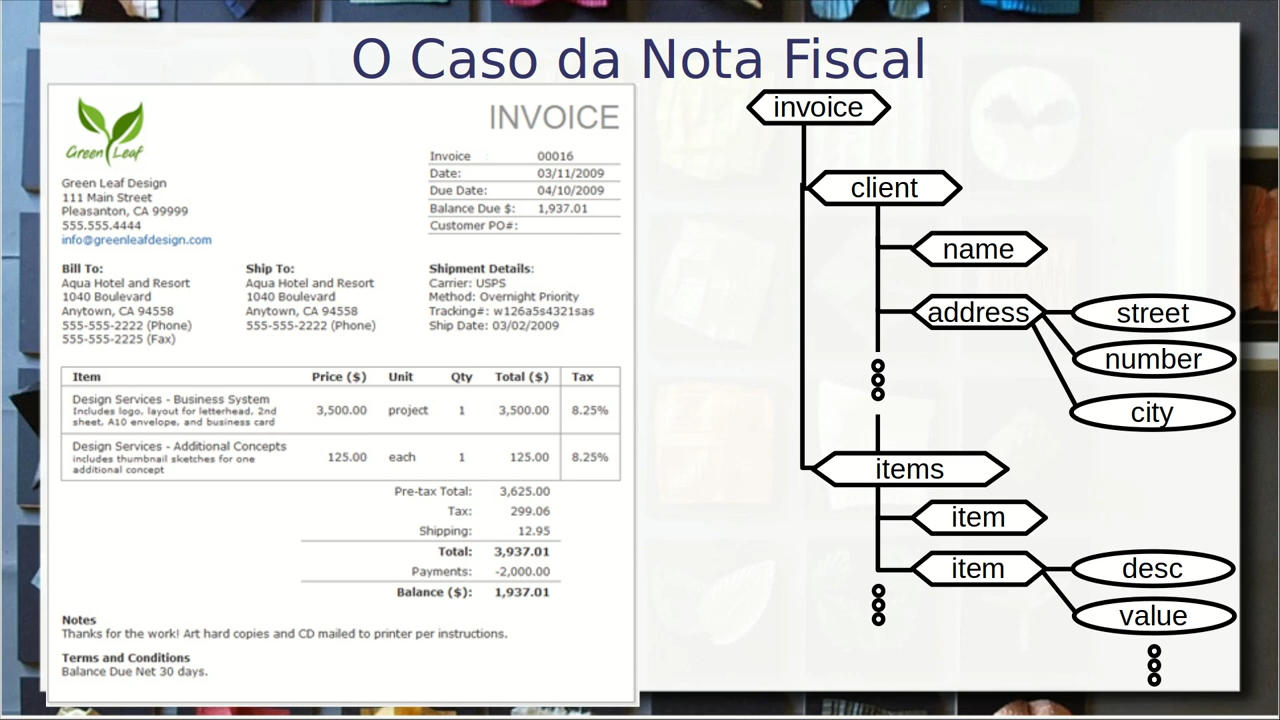 O Caso da Nota Fiscal
Green Leaf
INVOICE
Invoice 00016
Date: 03/11/2009
Due Date: 04/10/2009
Balance Due $: 1,937.01
Customer PO#:
Green Leaf Design
111 Main Street
Pleasanton, CA 99999
555.555.4444
info@greenleafdesign.com
Bill To:
Aqua Hotel and Resort
1040 Boulevard
Anytown, CA 94558
555-555-2222 (Phone)
555-555-2225 (Fax)
Ship To:
Aqua Hotel and Resort
1040 Boulevard
Anytown, CA 94558
555-555-2222 (Phone)
Shipment Details:
Carrier: USPS
Method: Overnight Priority
Tracking#: w126a5s4321sas
Ship Date: 03/02/2009
Item Price ($) Unit Qty Total ($) Tax
Design Services - Business System
Includes logo, layout for letterhead, 2nd
sheet, A10 envelope, and business card
3,500.00 project 1 3,500.00 8.25%
Design Services - Additional Concepts
includes thumbnail sketches for one
additional concept
125.00 each 1 125.00 8.25%
Pre-tax Total: 3,625.00
Tax: 299.06
Shipping: 12.95
Total: 3,937.01
Payments: -2,000.00
Balance ($): 1,937.01
Notes
Thanks for the work! Art hard copies and CD mailed to printer per instructions.
Terms and Conditions
Balance Due Net 30 days.
invoice
client
name
address
street
number
city
items
item
item
desc
value